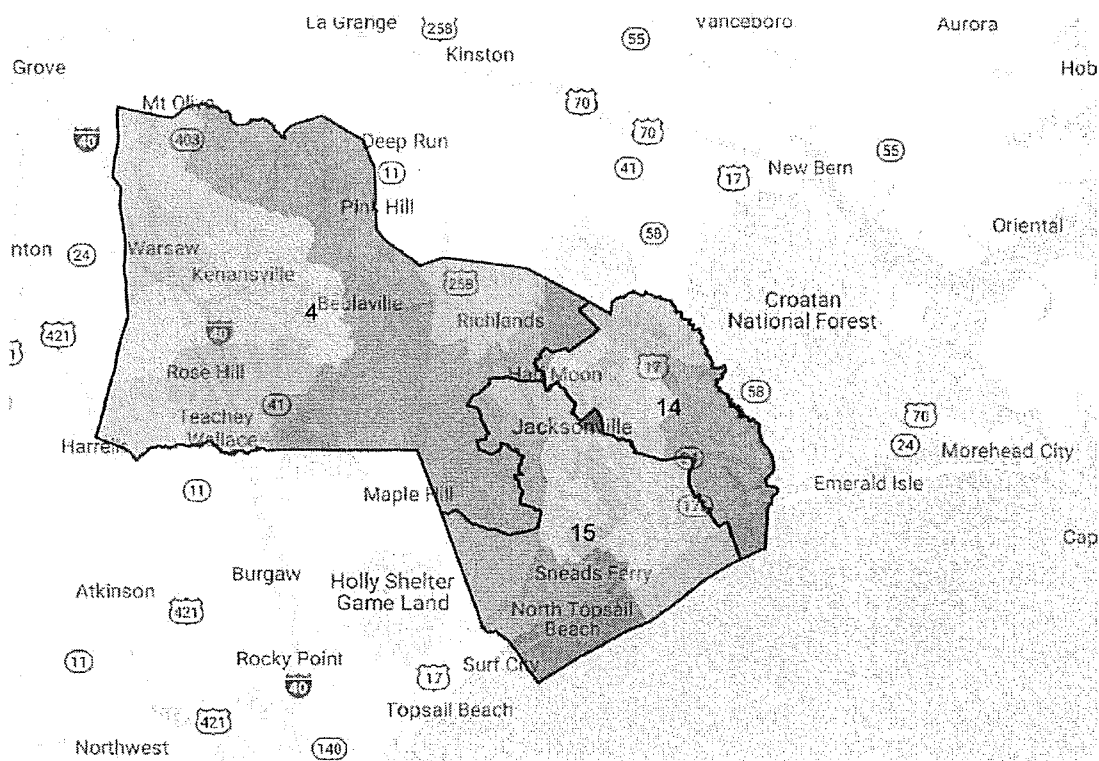 La Grange
258
55
Vanceboro
Aurora
Kinston
Grove
Hob
Mt Olive
70
40
403
70
Deep Run
55
41
11
17
New Bern
Pink Hill
58
Oriental
nton
24
Warsaw
Kenansville
258
Croatan
National Forest
4
Beulaville
Richlands
421
40
Rose Hill
Half Moon
17
58
14
41
70
Teachey
Wallace
Jacksonville
24
Morehead City
Harrells
Emerald Isle
11
Maple Hill
172
15
Cap
Burgaw
Holly Shelter
Game Land
Sneads Ferry
Atkinson
421
North Topsail
Beach
11
Rocky Point
Surf City
40
17
421
Topsail Beach
Northwest
140